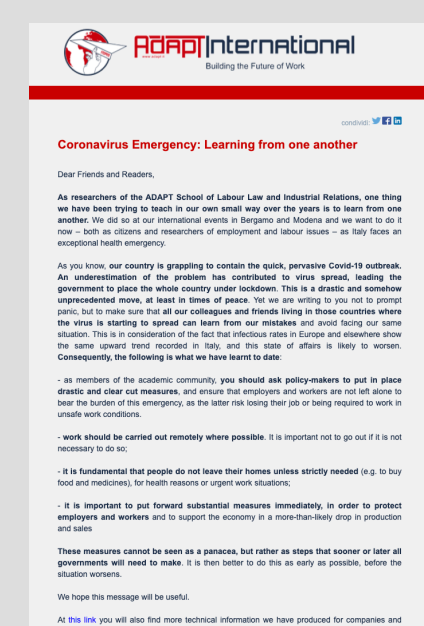 ADAPT International
www.adapt.it
Building the Future of Work
condividi:
Coronavirus Emergency: Learning from one another
Dear Friends and Readers,
As researchers of the ADAPT School of Labour Law and Industrial Relations, one thing
we have been trying to teach in our own small way over the years is to learn from one
another. We did so at our international events in Bergamo and Modena and we want to do it
now – both as citizens and researchers of employment and labour issues – as Italy faces an
exceptional health emergency.
As you know, our country is grappling to contain the quick, pervasive Covid-19 outbreak.
An underestimation of the problem has contributed to virus spread, leading the
government to place the whole country under lockdown. This is a drastic and somehow
unprecedented move, at least in times of peace. Yet we are writing to you not to prompt
panic, but to make sure that all our colleagues and friends living in those countries where
the virus is starting to spread can learn from our mistakes and avoid facing our same
situation. This is in consideration of the fact that infectious rates in Europe and elsewhere show
the same upward trend recorded in Italy, and this state of affairs is likely to worsen.
Consequently, the following is what we have learnt to date:
- as members of the academic community, you should ask policy-makers to put in place
drastic and clear cut measures, and ensure that employers and workers are not left alone to
bear the burden of this emergency, as the latter risk losing their job or being required to work in
unsafe work conditions.
- work should be carried out remotely where possible. It is important not to go out if it is not
necessary to do so;
- it is fundamental that people do not leave their homes unless strictly needed (e.g. to buy
food and medicines), for health reasons or urgent work situations;
- it is important to put forward substantial measures immediately, in order to protect
employers and workers and to support the economy in a more-than-likely drop in production
and sales
These measures cannot be seen as a panacea, but rather as steps that sooner or later all
governments will need to make. It is then better to do this as early as possible, before the
situation worsens.
We hope this message will be useful.
At this link you will also find more technical information we have produced for companies and